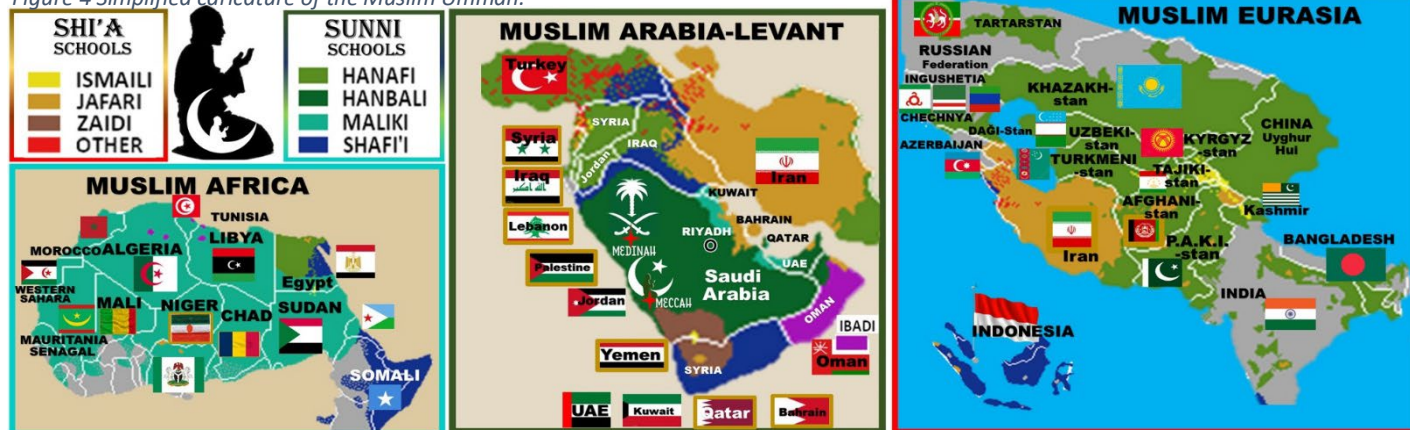 Figure 4 Simplified caricature of the Muslim Ummah.
SHI'A
SCHOOLS
ISMAILI
JAFARI
ZAIDI
OTHER
SUNNI
SCHOOLS
HANAFI
HANBALI
MALIKI
SHAFI'I
MUSLIM AFRICA
TUNISIA
MOROCCO
ALGERIA
LIBYA
WESTERN
SAHARA
Egypt
MALI
NIGER
CHAD
SUDAN
MAURITANIA
SENAGAL
SOMALI
MUSLIM ARABIA-LEVANT
Turkey
SYRIA
Syria
IRAQ
Jordan
Iraq
Iran
Lebanon
KUWAIT
BAHRAIN
MEDINAH
RIYADH
QATAR
Palestine
UAE
Saudi
Arabia
MECCAH
Jordan
OMAN
IBADI
Yemen
SYRIA
Oman
UAE
Kuwait
Qatar
Bahrain
MUSLIM EURASIA
TARTARSTAN
RUSSIAN
Federation
INGUSHETIA
KHAZAKH-
stan
CHECHNYA
DAĞI-Stan
UZBEKI-
stan
KYRGYZ
-stan
CHINA
Uyghur
Hui
AZERBAIJAN
TURKMENI
-stan
TAJIKI-
stan
AFGHANI-
stan
Kashmir
Iran
P.A.K.I.
-stan
BANGLADESH
INDIA
INDONESIA